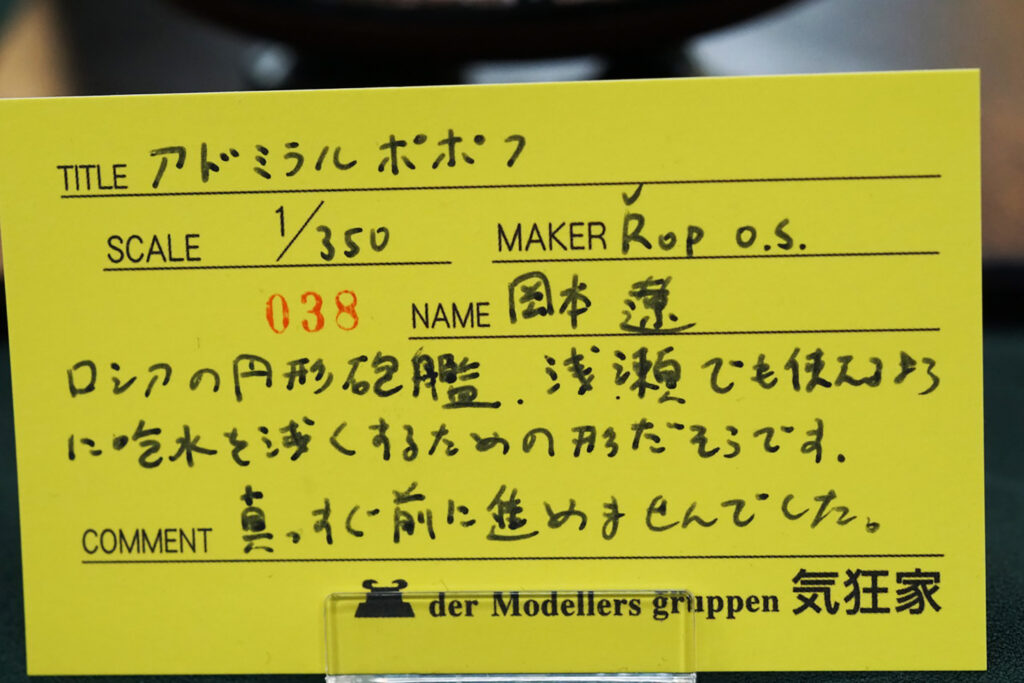 TITLE アドミラル ポポフ
SCALE 1/350 MAKER Řop o.s.
038 NAME 岡本 遼
ロシアの円形砲艦.浅瀬でも使えるよう
に吃水を浅くするための形だそうです.
COMMENT 真っすぐ前に進めませんでした。
der Modellers gruppen 気狂家